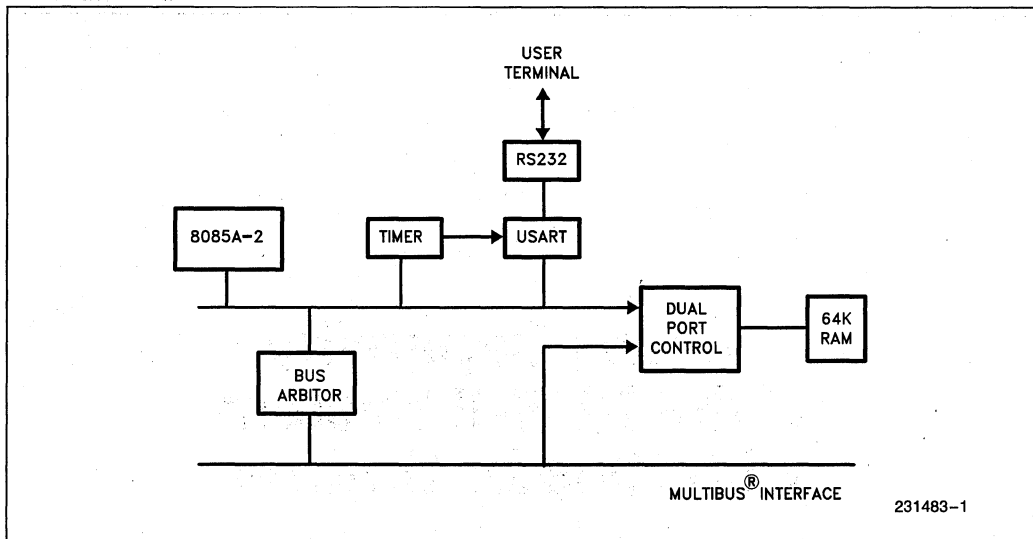 USER
TERMINAL
RS232
8085A-2
TIMER
USART
DUAL
PORT
CONTROL
64K
RAM
BUS
ARBITOR
MULTIBUS® INTERFACE
231483-1